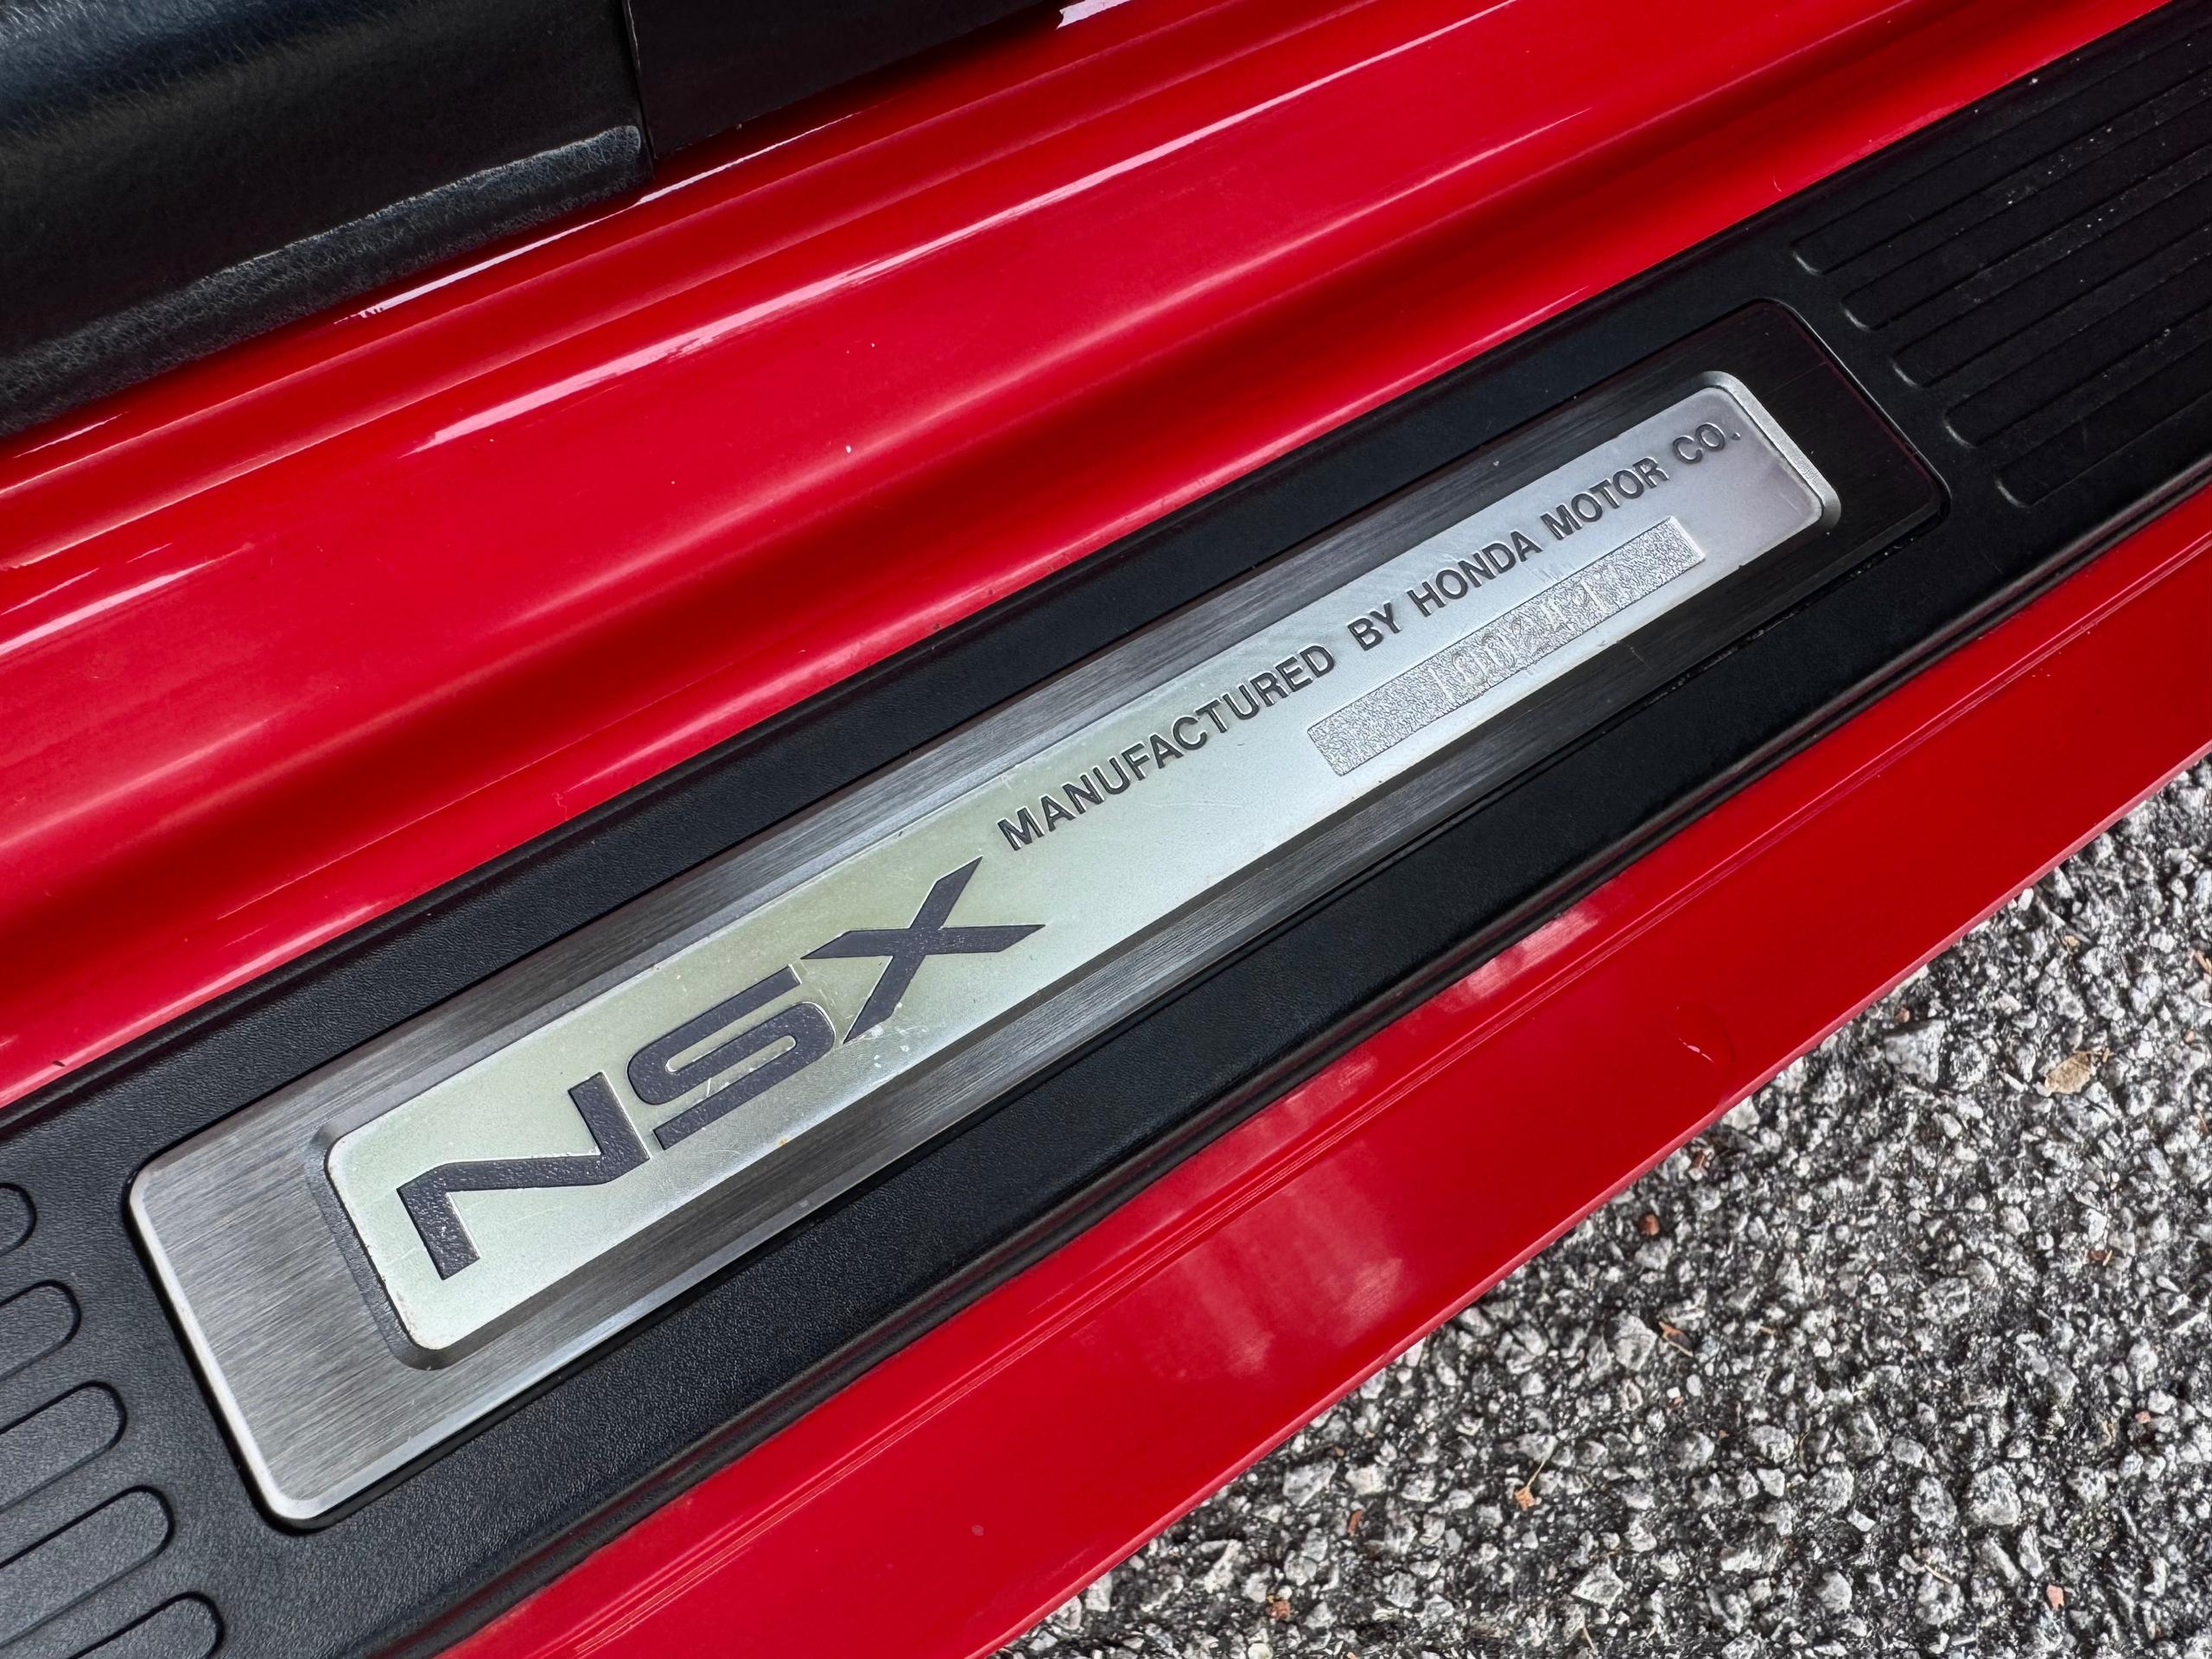 NSX
MANUFACTURED BY HONDA MOTOR CO.